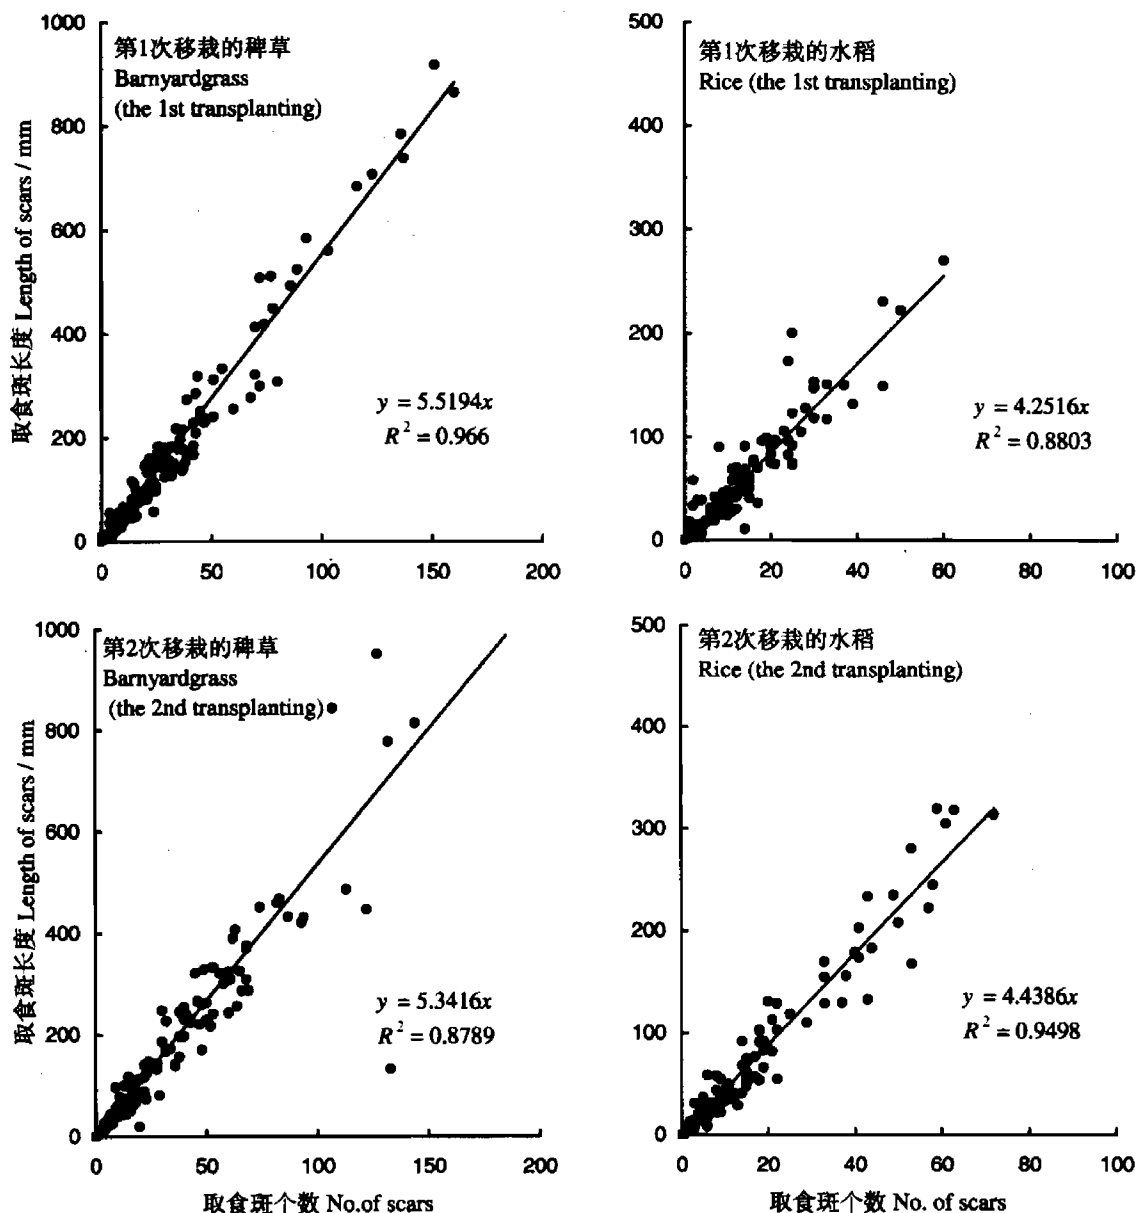 1000
800
600
400
200
0
0
50
100
150
200
取食斑长度 Length of scars / mm
第1次移栽的稗草
Barnyardgrass
(the 1st transplanting)
y = 5.5194x
R² = 0.966
500
400
300
200
100
0
0
20
40
60
80
100
第1次移栽的水稻
Rice (the 1st transplanting)
y = 4.2516x
R² = 0.8803
1000
800
600
400
200
0
0
50
100
150
200
取食斑长度 Length of scars / mm
第2次移栽的稗草
Barnyardgrass
(the 2nd transplanting)
y = 5.3416x
R² = 0.8789
取食斑个数 No.of scars
500
400
300
200
100
0
0
20
40
60
80
100
第2次移栽的水稻
Rice (the 2nd transplanting)
y = 4.4386x
R² = 0.9498
取食斑个数 No. of scars